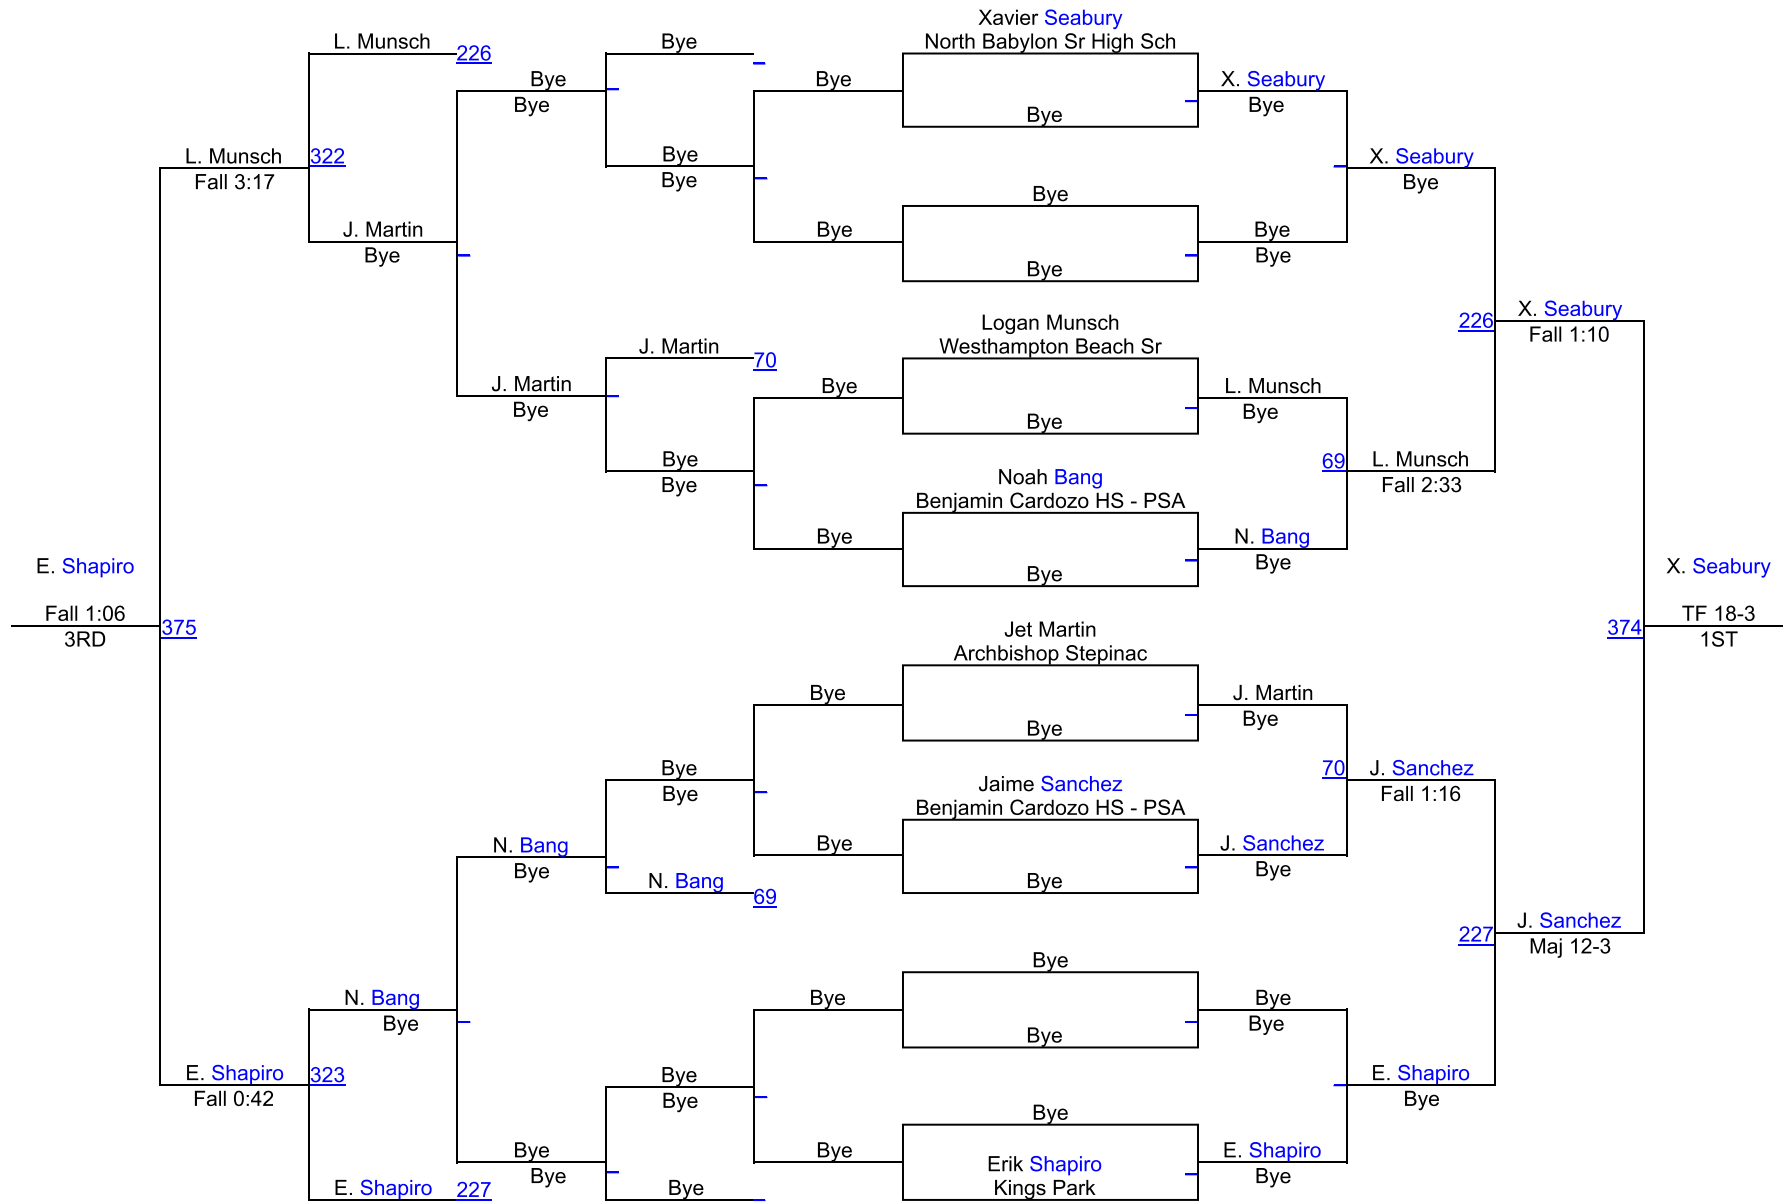 Xavier Seabury
L. Munsch
Bye
North Babylon Sr High Sch
226
Bye
Bye
X. Seabury
Bye
Bye
Bye
Bye
L. Munsch
322
Bye
X. Seabury
Fall 3:17
Bye
Bye
Bye
J. Martin
Bye
Bye
Bye
Bye
Bye
Bye
Logan Munsch
X. Seabury
226
Fall 1:10
J. Martin
Westhampton Beach Sr
70
J. Martin
Bye
L. Munsch
Bye
Bye
Bye
Bye
69
L. Munsch
Bye
Noah Bang
Fall 2:33
Benjamin Cardozo HS - PSA
Bye
N. Bang
Bye
E. Shapiro
Bye
X. Seabury
Fall 1:06
TF 18-3
375
Jet Martin
374
3RD
1ST
Archbishop Stepinac
Bye
J. Martin
Bye
Bye
Bye
70
J. Sanchez
Bye
Jaime Sanchez
Fall 1:16
Benjamin Cardozo HS - PSA
N. Bang
Bye
J. Sanchez
Bye
Bye
N. Bang
Bye
69
J. Sanchez
227
Maj 12-3
Bye
N. Bang
Bye
Bye
Bye
Bye
Bye
E. Shapiro
323
Bye
E. Shapiro
Fall 0:42
Bye
Bye
Bye
Bye
Bye
E. Shapiro
Bye
Erik Shapiro
Bye
E. Shapiro
227
Bye
Kings Park